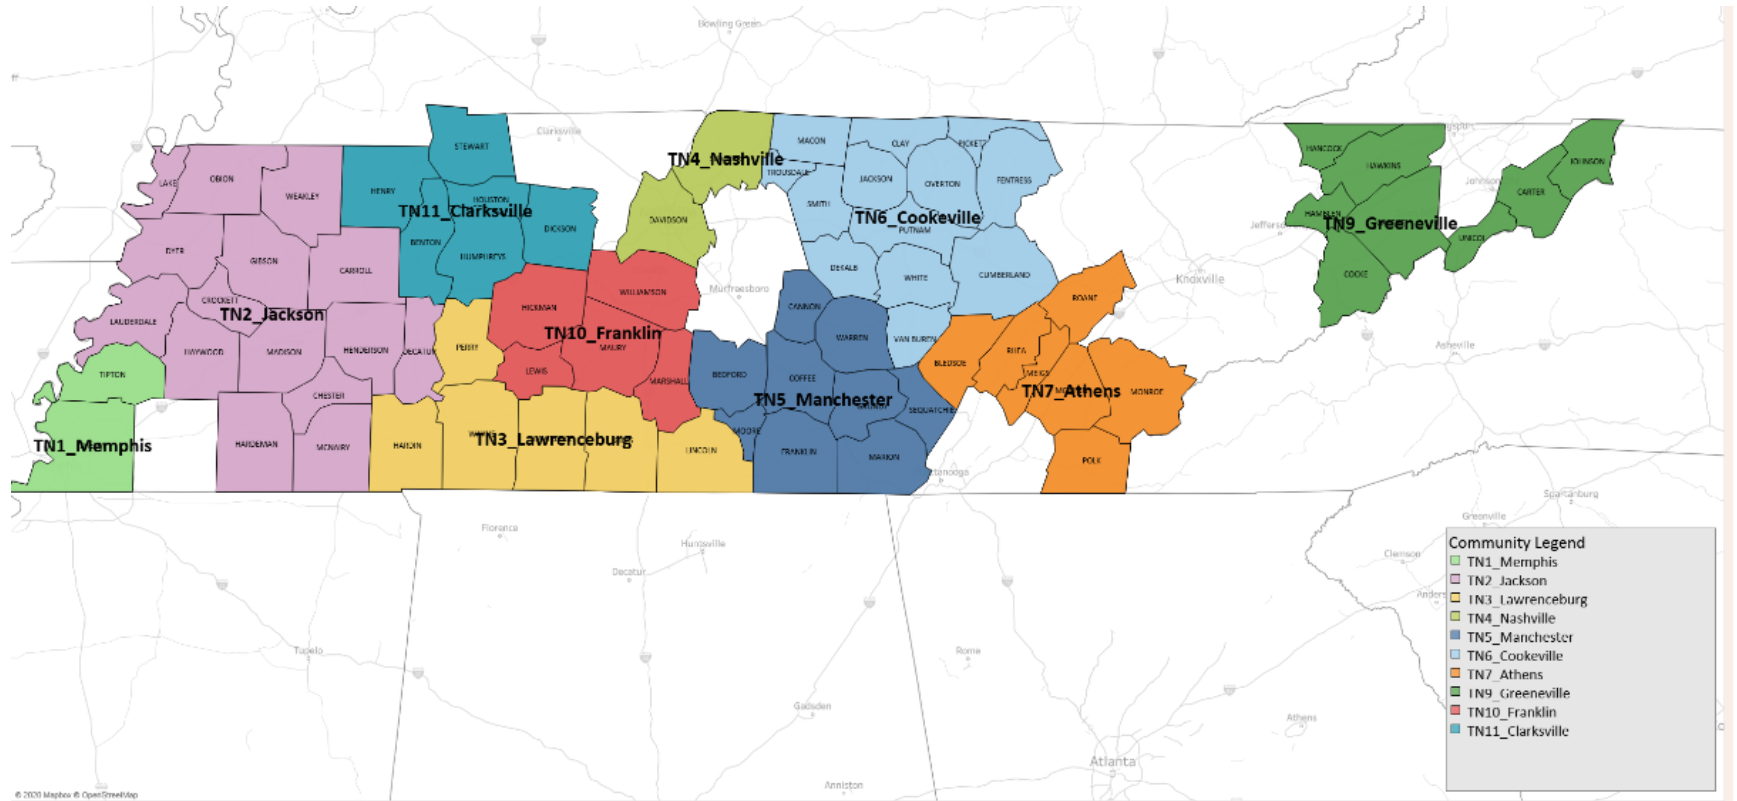 Bowling Green
Clarksville
STEWART
MACON
CLAY
PICKETT
TN4_Nashville
TROUSDALE
HANCOCK
HAWKINS
JOHNSON
LAKE
OBION
WEAKLEY
HENRY
HOUSTON
JACKSON
OVERTON
FENTRESS
CARTER
TN11_Clarksville
DICKSON
DAVIDSON
SMITH
TN6_Cookeville
PUTNAM
HAMBLEN
TN9_Greeneville
UNICOI
DYER
GIBSON
CARROLL
BENTON
HUMPHREYS
DEKALB
WHITE
CUMBERLAND
COCKE
Knoxville
CROCKETT
TN2_Jackson
LAUDERDALE
HICKMAN
WILLIAMSON
Murfreesboro
CANNON
ROANE
TN10_Franklin
MAURY
HAYWOOD
MADISON
HENDERSON
DECATUR
PERRY
LEWIS
MARSHALL
BEDFORD
WARREN
VAN BUREN
BLEDSOE
RHEA
MEIGS
MONROE
Asheville
TIPTON
CHESTER
COFFEE
TN5_Manchester
SEQUATCHIE
TN7_Athens
TN1_Memphis
HARDEMAN
MCNAIRY
HARDIN
TN3_Lawrenceburg
LINCOLN
MOORE
FRANKLIN
MARION
POLK
Spartanburg
Greenville
Florence
Huntsville
Decatur
Clemson
Tupelo
Rome
Gadsden
Athens
Atlanta
Anniston
Community Legend
TN1_Memphis
TN2_Jackson
TN3_Lawrenceburg
TN4_Nashville
TN5_Manchester
TN6_Cookeville
TN7_Athens
TN9_Greeneville
TN10_Franklin
TN11_Clarksville
© 2020 Mapbox © OpenStreetMap